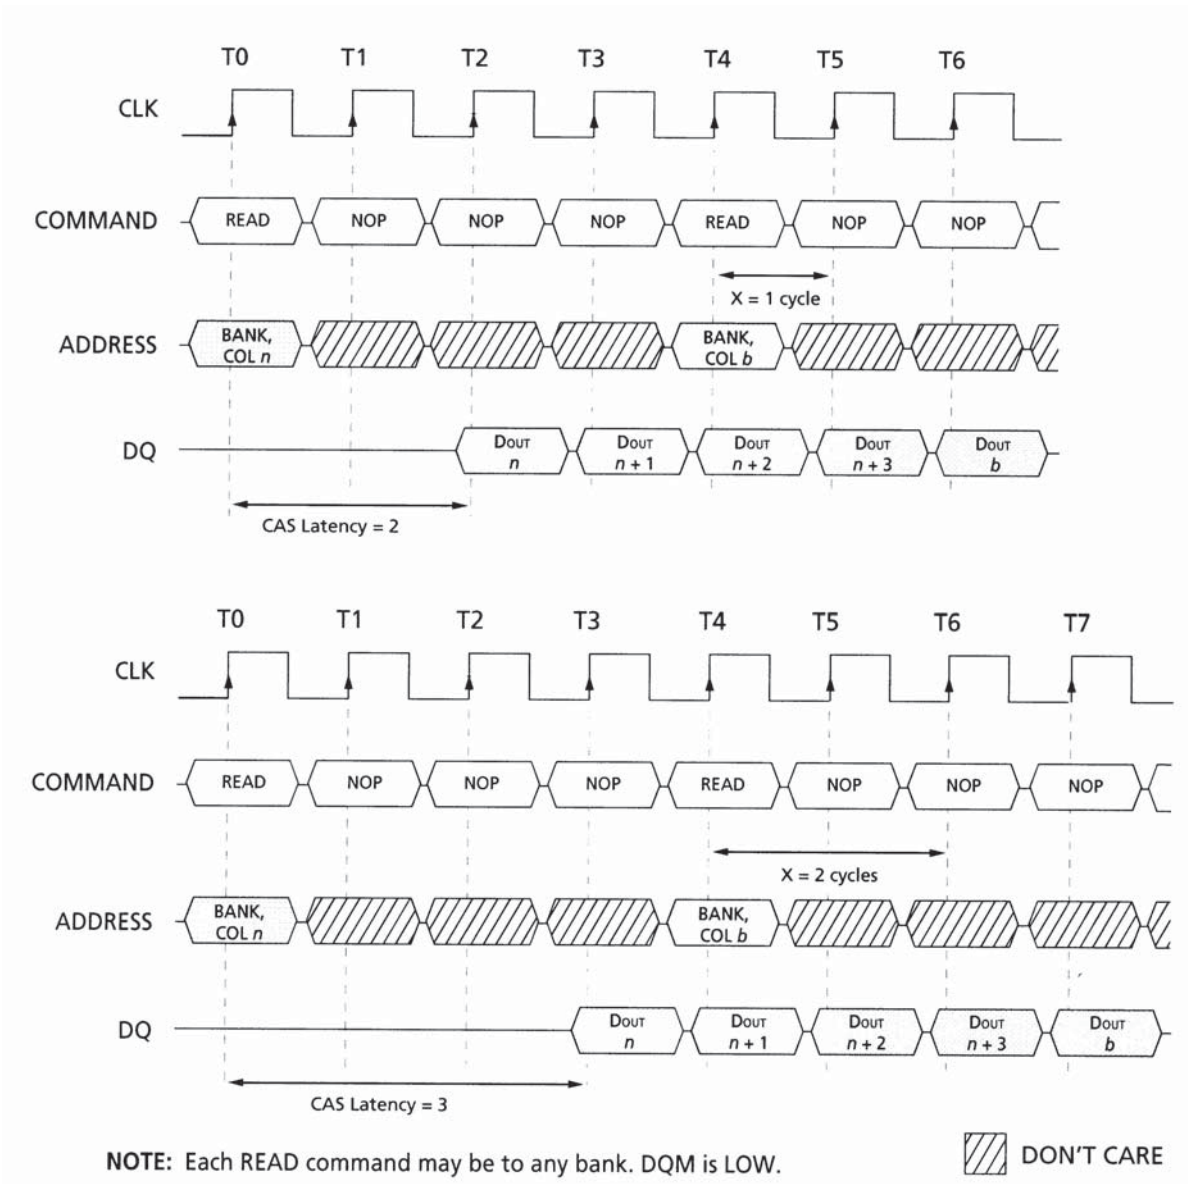 T0 T1 T2 T3 T4 T5 T6
CLK
COMMAND READ NOP NOP NOP READ NOP NOP
X = 1 cycle
ADDRESS BANK, COL n BANK, COL b
DQ DOUT n DOUT n + 1 DOUT n + 2 DOUT n + 3 DOUT b
CAS Latency = 2
T0 T1 T2 T3 T4 T5 T6 T7
CLK
COMMAND READ NOP NOP NOP READ NOP NOP NOP
X = 2 cycles
ADDRESS BANK, COL n BANK, COL b
DQ DOUT n DOUT n + 1 DOUT n + 2 DOUT n + 3 DOUT b
CAS Latency = 3
NOTE: Each READ command may be to any bank. DQM is LOW.
DON'T CARE